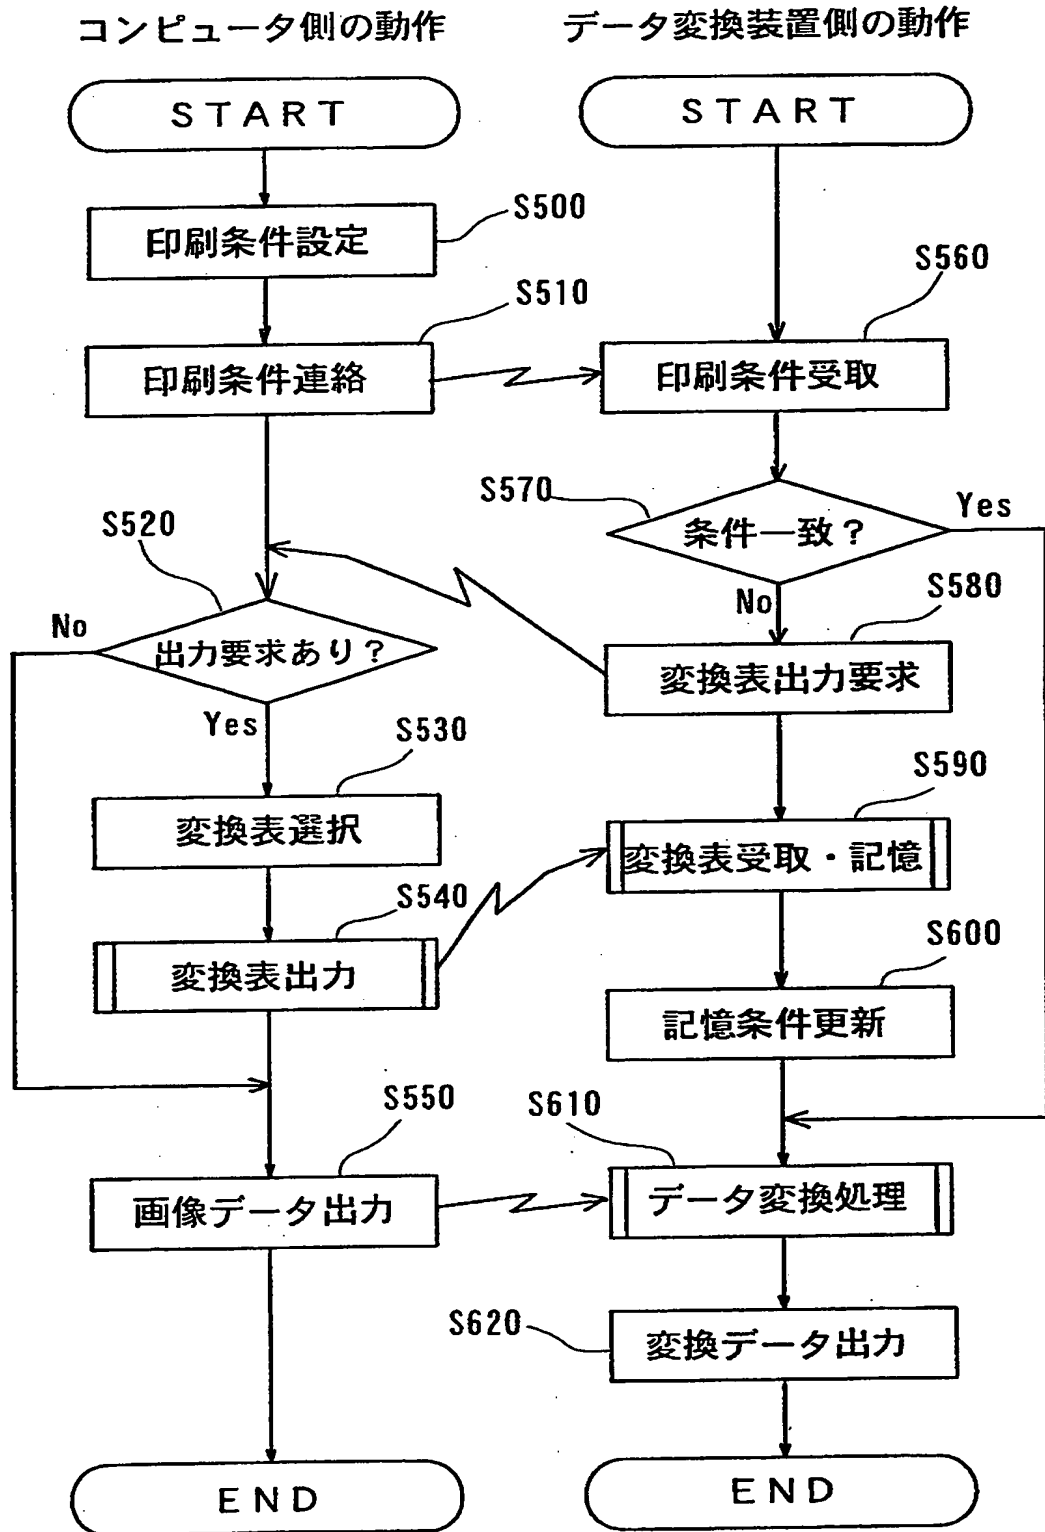 コンピュータ側の動作
START
S500
印刷条件設定
S510
印刷条件連絡
S520
出力要求あり?
No
Yes
S530
変換表選択
S540
変換表出力
S550
画像データ出力
END
データ変換装置側の動作
START
S560
印刷条件受取
S570
条件一致?
Yes
No
S580
変換表出力要求
S590
変換表受取・記憶
S600
記憶条件更新
S610
データ変換処理
S620
変換データ出力
END